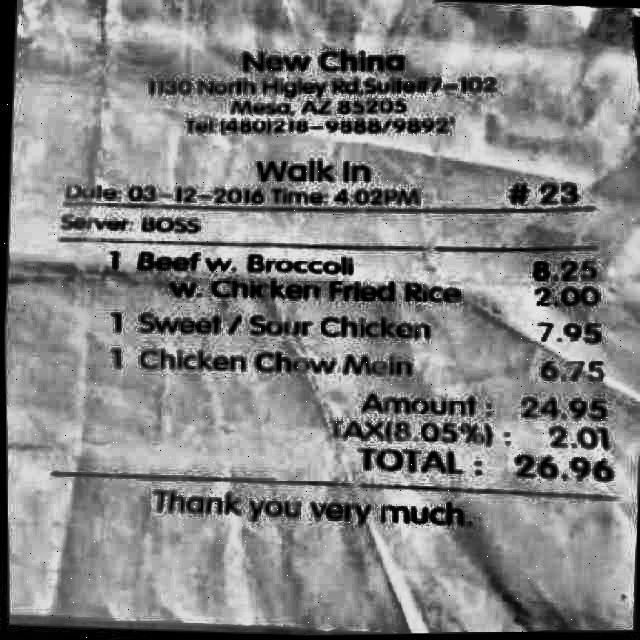 New China
1130 North Higley Rd.Suite#7-102
Mesa, AZ 85205
Tel:(480)218-9888/9892
Walk In
Date: 03-12-2016 Time: 4:02PM # 23
Server: BOSS
1 Beef w. Broccoli 8.25
w. Chicken Fried Rice 2.00
1 Sweet / Sour Chicken 7.95
1 Chicken Chow Mein 6.75
Amount : 24.95
TAX(8.05%) : 2.01
TOTAL : 26.96
Thank you very much.